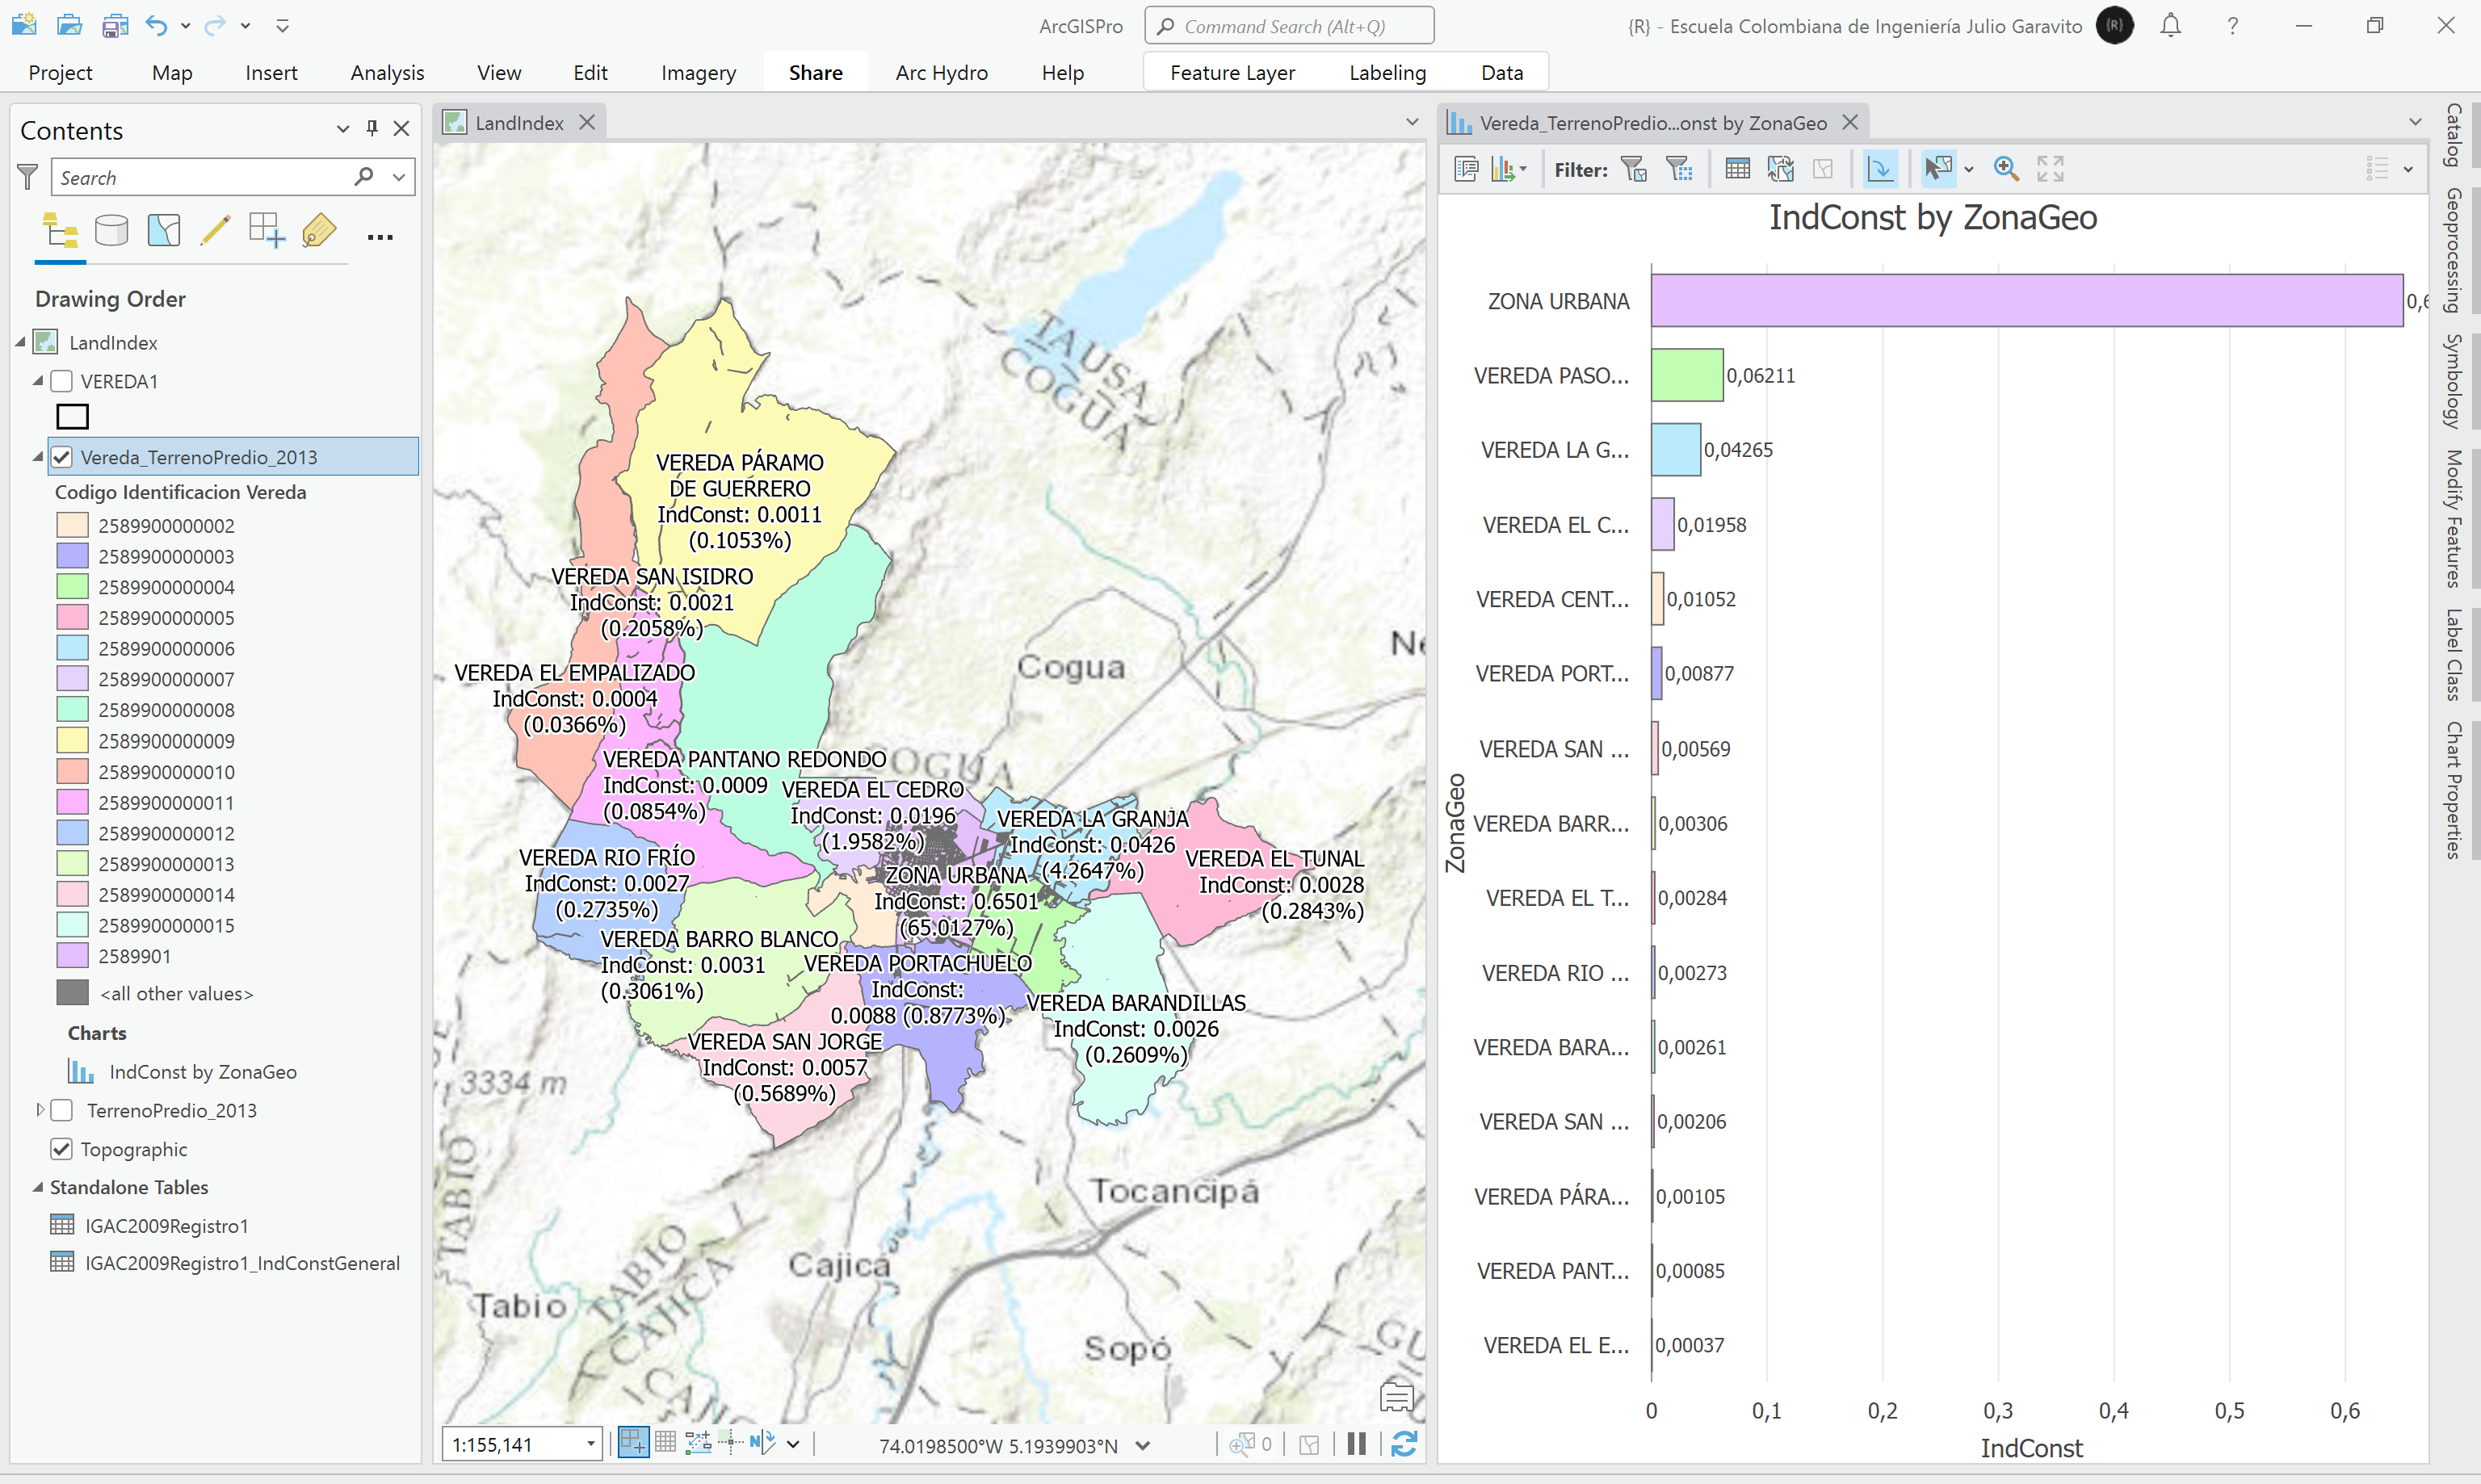 ArcGISPro
Command Search (Alt+Q)
{R} - Escuela Colombiana de Ingeniería Julio Garavito
{R}
Project
Map
Insert
Analysis
View
Edit
Imagery
Share
Arc Hydro
Help
Feature Layer
Labeling
Data
Contents
Search
Drawing Order
LandIndex
VEREDA1
Vereda_TerrenoPredio_2013
Codigo Identificacion Vereda
2589900000002
2589900000003
2589900000004
2589900000005
2589900000006
2589900000007
2589900000008
2589900000009
2589900000010
2589900000011
2589900000012
2589900000013
2589900000014
2589900000015
2589901
<all other values>
Charts
IndConst by ZonaGeo
TerrenoPredio_2013
Topographic
Standalone Tables
IGAC2009Registro1
IGAC2009Registro1_IndConstGeneral
LandIndex
TAUSA
COGUA
VEREDA PÁRAMO
DE GUERRERO
IndConst: 0.0011
(0.1053%)
VEREDA SAN ISIDRO
IndConst: 0.0021
(0.2058%)
Cogua
VEREDA EL EMPALIZADO
IndConst: 0.0004
(0.0366%)
VEREDA PANTANO REDONDO
IndConst: 0.0009
(0.0854%)
VEREDA EL CEDRO
IndConst: 0.0196
(1.9582%)
VEREDA LA GRANJA
IndConst: 0.0426
(4.2647%)
VEREDA EL TUNAL
IndConst: 0.0028
(0.2843%)
VEREDA RIO FRÍO
IndConst: 0.0027
(0.2735%)
ZONA URBANA
IndConst: 0.6501
(65.0127%)
VEREDA BARRO BLANCO
IndConst: 0.0031
(0.3061%)
VEREDA PORTACHUELO
IndConst:
0.0088 (0.8773%)
VEREDA BARANDILLAS
IndConst: 0.0026
(0.2609%)
VEREDA SAN JORGE
IndConst: 0.0057
(0.5689%)
3334 m
TABIO
Tocancipá
TABIO
CAJICA
Cajicá
Tabio
Sopó
1:155,141
74.0198500°W 5.1939903°N
0
Vereda_TerrenoPredio...onst by ZonaGeo
Filter:
IndConst by ZonaGeo
ZonaGeo
ZONA URBANA
VEREDA PASO... 0,06211
VEREDA LA G... 0,04265
VEREDA EL C... 0,01958
VEREDA CENT... 0,01052
VEREDA PORT... 0,00877
VEREDA SAN ... 0,00569
VEREDA BARR... 0,00306
VEREDA EL T... 0,00284
VEREDA RIO ... 0,00273
VEREDA BARA... 0,00261
VEREDA SAN ... 0,00206
VEREDA PÁRA... 0,00105
VEREDA PANT... 0,00085
VEREDA EL E... 0,00037
0 0,1 0,2 0,3 0,4 0,5 0,6
IndConst
Catalog
Geoprocessing
Symbology
Modify Features
Label Class
Chart Properties